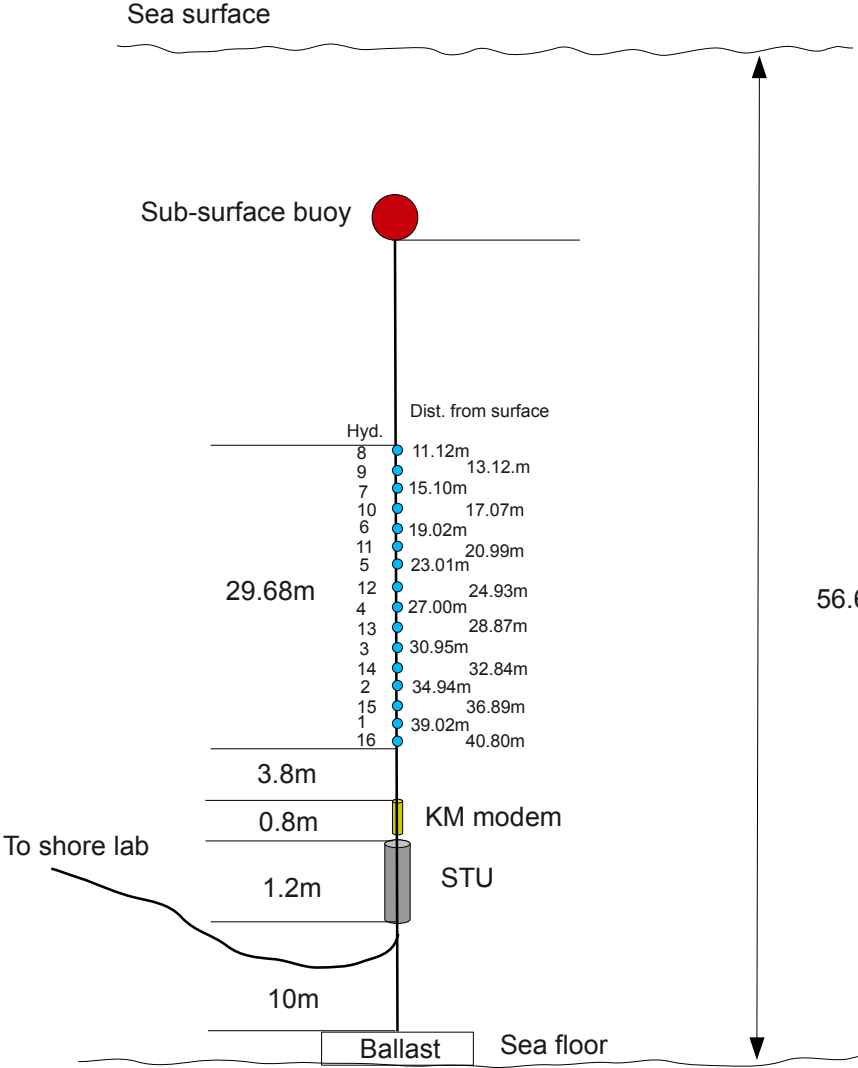 Sea surface
Sub-surface buoy
Dist. from surface
Hyd.
8 11.12m
9 13.12.m
7 15.10m
10 17.07m
6 19.02m
11 20.99m
5 23.01m
12 24.93m
29.68m
56.6
4 27.00m
13 28.87m
3 30.95m
14 32.84m
2 34.94m
15 36.89m
1 39.02m
16 40.80m
3.8m
0.8m KM modem
To shore lab
1.2m STU
10m
Ballast Sea floor